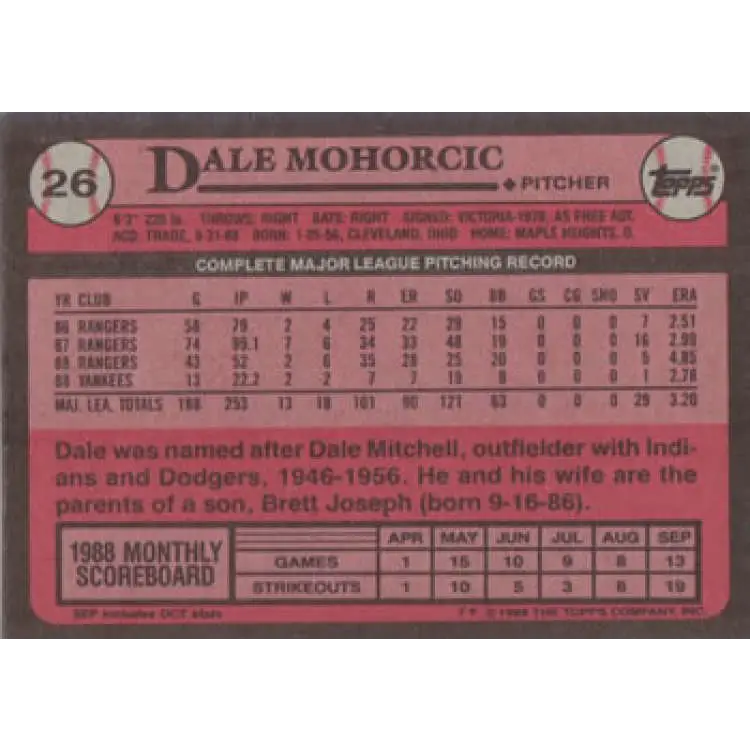 26
DALE MOHORCIC
♦ PITCHER
Topps®
6'3" 220 lb. THROWS: RIGHT BATS: RIGHT SIGNED: VICTORIA-1978, AS FREE AGT.
ACQ: TRADE, 8-31-88 BORN: 1-25-56, CLEVELAND, OHIO HOME: MAPLE HEIGHTS, O.
COMPLETE MAJOR LEAGUE PITCHING RECORD
YR CLUB G IP W L R ER SO BB GS CG SHO SV ERA
86 RANGERS 58 79 2 4 25 22 29 15 0 0 0 7 2.51
87 RANGERS 74 99.1 7 6 34 33 48 19 0 0 0 16 2.99
88 RANGERS 43 52 2 6 35 28 25 20 0 0 0 5 4.85
88 YANKEES 13 22.2 2 2 7 7 19 9 0 0 0 1 2.78
MAJ. LEA. TOTALS 188 253 13 18 101 90 121 63 0 0 0 29 3.20
Dale was named after Dale Mitchell, outfielder with Indi-
ans and Dodgers, 1946-1956. He and his wife are the
parents of a son, Brett Joseph (born 9-16-86).
1988 MONTHLY
SCOREBOARD
APR MAY JUN JUL AUG SEP
GAMES 1 15 10 9 8 13
STRIKEOUTS 1 10 5 3 6 19
SEP includes OCT stats
© 1989 THE TOPPS COMPANY, INC.